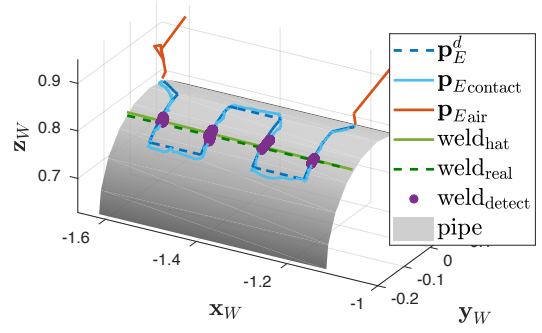 p_E^d
p_E contact
p_E air
weld_hat
weld_real
weld_detect
pipe
z_W
0.9
0.8
0.7
-1.6
-1.4
-1.2
-1
x_W
-0.2
-0.1
0
y_W